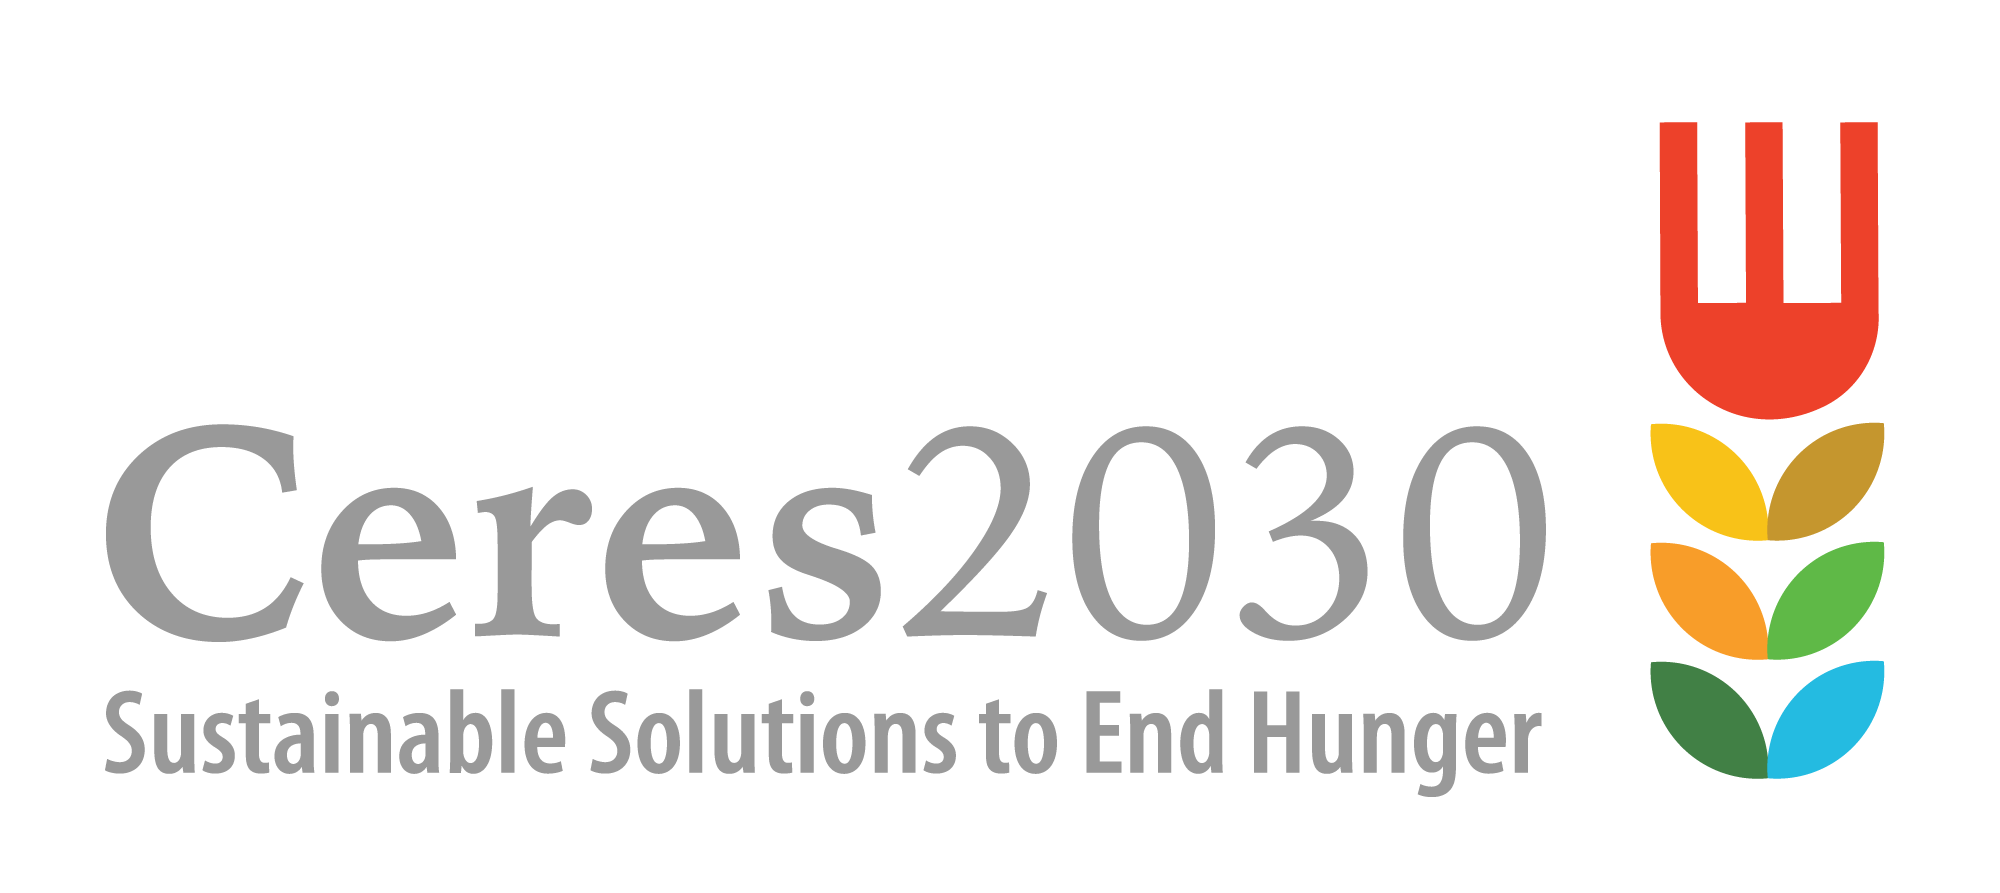 Ceres2030
Sustainable Solutions to End Hunger